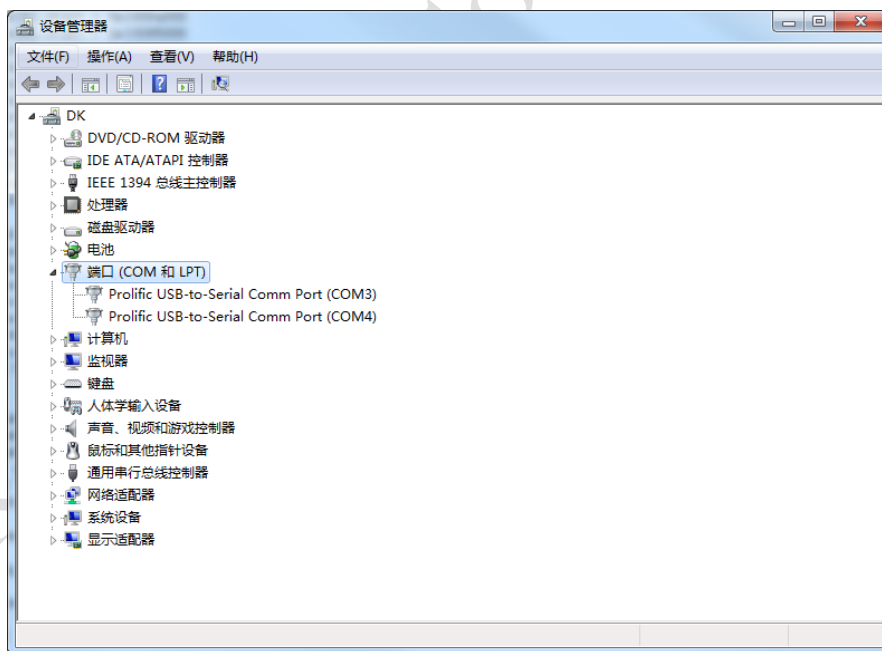 设备管理器
文件(F) 操作(A) 查看(V) 帮助(H)
DK
DVD/CD-ROM 驱动器
IDE ATA/ATAPI 控制器
IEEE 1394 总线主控制器
处理器
磁盘驱动器
电池
端口 (COM 和 LPT)
Prolific USB-to-Serial Comm Port (COM3)
Prolific USB-to-Serial Comm Port (COM4)
计算机
监视器
键盘
人体学输入设备
声音、视频和游戏控制器
鼠标和其他指针设备
通用串行总线控制器
网络适配器
系统设备
显示适配器